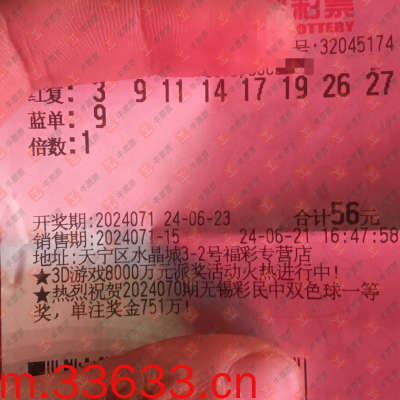 彩票
LOTTERY
号:32045174
红复: 3 9 11 14 17 19 26 27
蓝单: 9
倍数:1
开奖期:2024071 24-06-23 合计56元
销售期:2024071-15 24-06-21 16:47:58
地址:天宁区水晶城3-2号福彩专营店
★3D游戏8000万元派奖活动火热进行中!
★热烈祝贺2024070期无锡彩民中双色球一等
奖,单注奖金751万!
m.33633.cn